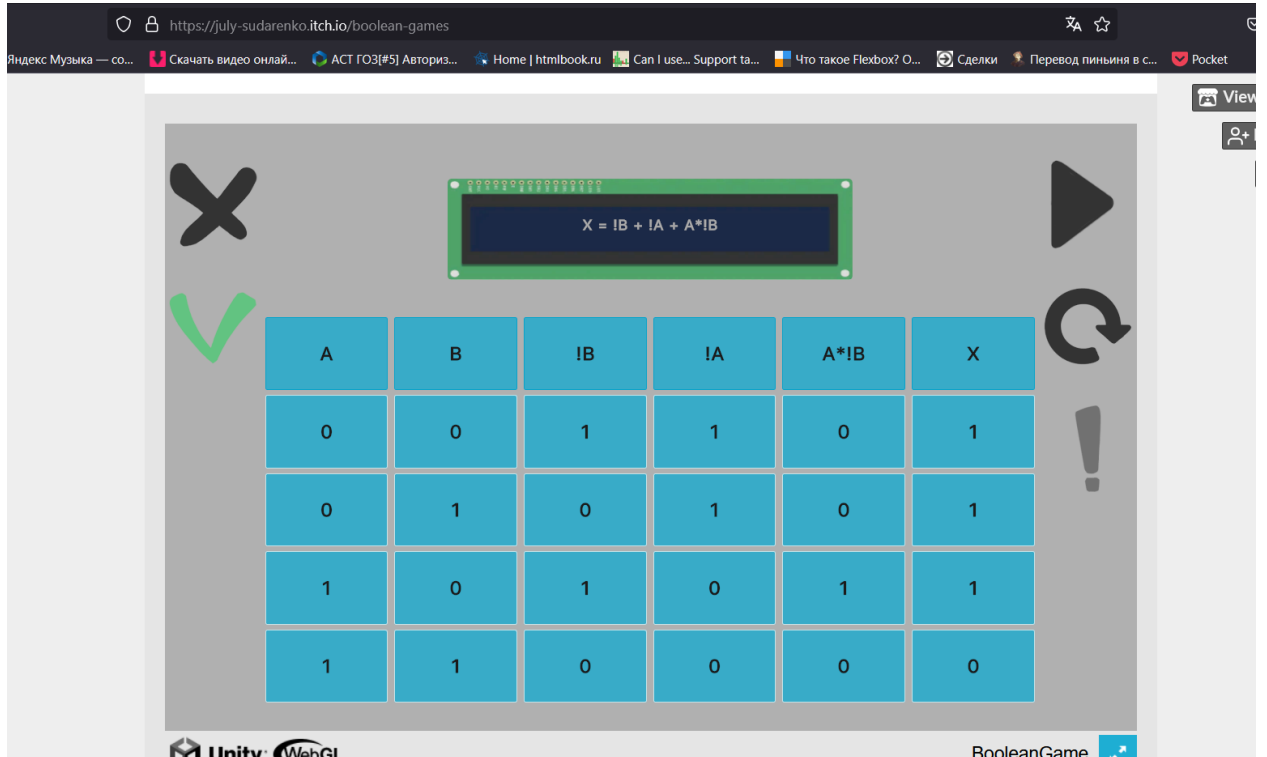 https://july-sudarenko.itch.io/boolean-games
Яндекс Музыка — со... Скачать видео онлай... АСТ ГОЗ[#5] Авториз... Home | htmlbook.ru Can I use... Support ta... Что такое Flexbox? О... Сделки Перевод пиньиня в с... Pocket
View
X = !B + !A + A*!B
A B !B !A A*!B X
0 0 1 1 0 1
0 1 0 1 0 1
1 0 1 0 1 1
1 1 0 0 0 0
Unity WebGL BooleanGame